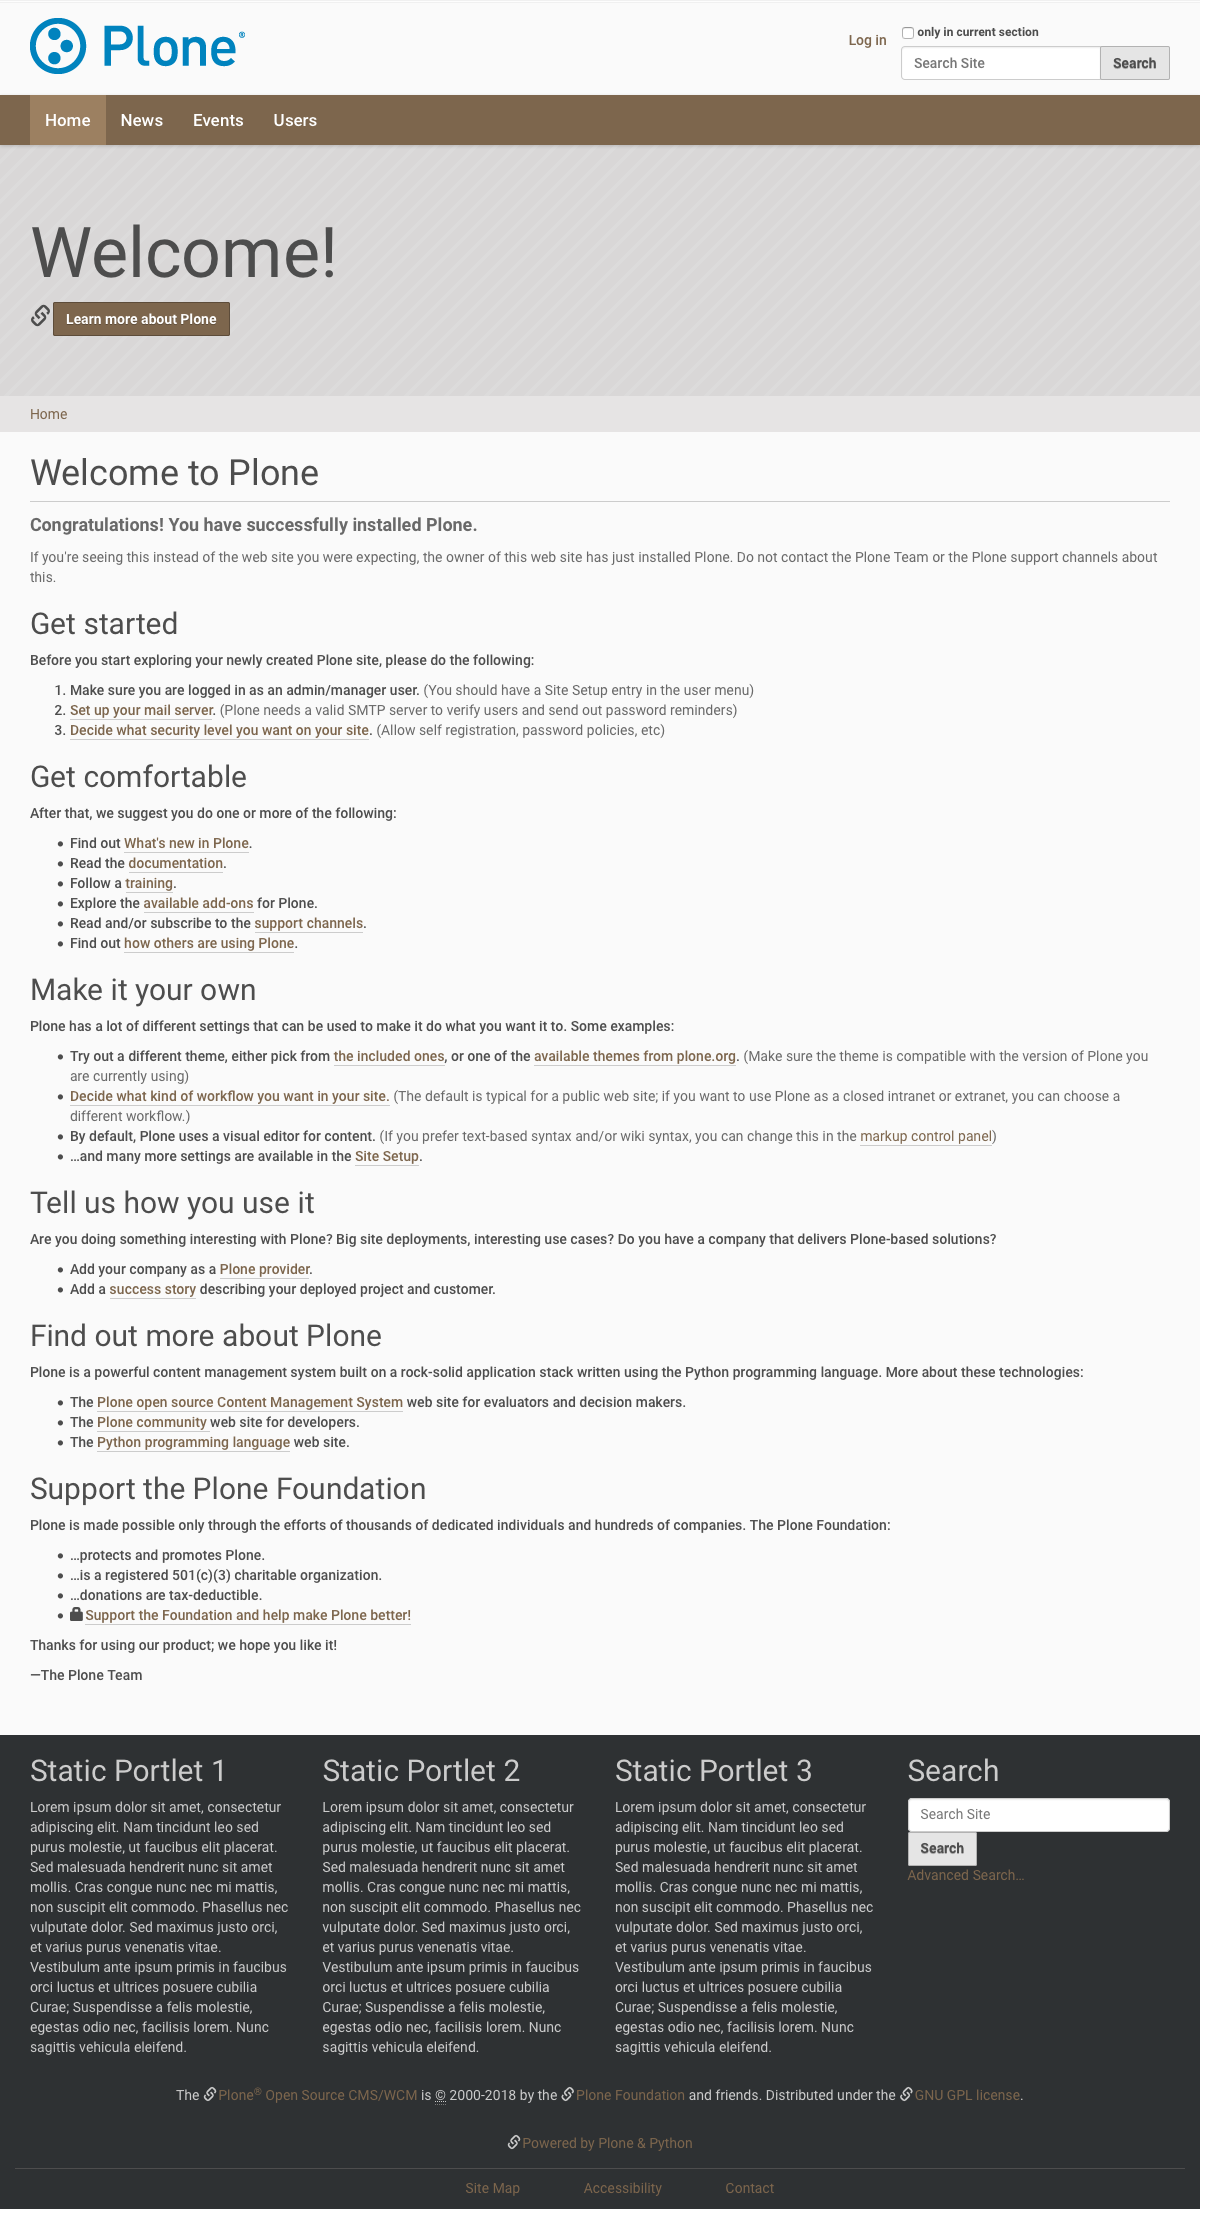 Plone®
Log in
only in current section
Search Site
Search
Home
News
Events
Users
Welcome!
Learn more about Plone
Home
Welcome to Plone
Congratulations! You have successfully installed Plone.
If you're seeing this instead of the web site you were expecting, the owner of this web site has just installed Plone. Do not contact the Plone Team or the Plone support channels about
this.
Get started
Before you start exploring your newly created Plone site, please do the following:
1. Make sure you are logged in as an admin/manager user. (You should have a Site Setup entry in the user menu)
2. Set up your mail server. (Plone needs a valid SMTP server to verify users and send out password reminders)
3. Decide what security level you want on your site. (Allow self registration, password policies, etc)
Get comfortable
After that, we suggest you do one or more of the following:
• Find out What's new in Plone.
• Read the documentation.
• Follow a training.
• Explore the available add-ons for Plone.
• Read and/or subscribe to the support channels.
• Find out how others are using Plone.
Make it your own
Plone has a lot of different settings that can be used to make it do what you want it to. Some examples:
• Try out a different theme, either pick from the included ones, or one of the available themes from plone.org. (Make sure the theme is compatible with the version of Plone you
are currently using)
• Decide what kind of workflow you want in your site. (The default is typical for a public web site; if you want to use Plone as a closed intranet or extranet, you can choose a
different workflow.)
• By default, Plone uses a visual editor for content. (If you prefer text-based syntax and/or wiki syntax, you can change this in the markup control panel)
• …and many more settings are available in the Site Setup.
Tell us how you use it
Are you doing something interesting with Plone? Big site deployments, interesting use cases? Do you have a company that delivers Plone-based solutions?
• Add your company as a Plone provider.
• Add a success story describing your deployed project and customer.
Find out more about Plone
Plone is a powerful content management system built on a rock-solid application stack written using the Python programming language. More about these technologies:
• The Plone open source Content Management System web site for evaluators and decision makers.
• The Plone community web site for developers.
• The Python programming language web site.
Support the Plone Foundation
Plone is made possible only through the efforts of thousands of dedicated individuals and hundreds of companies. The Plone Foundation:
• …protects and promotes Plone.
• …is a registered 501(c)(3) charitable organization.
• …donations are tax-deductible.
• Support the Foundation and help make Plone better!
Thanks for using our product; we hope you like it!
—The Plone Team
Static Portlet 1
Lorem ipsum dolor sit amet, consectetur
adipiscing elit. Nam tincidunt leo sed
purus molestie, ut faucibus elit placerat.
Sed malesuada hendrerit nunc sit amet
mollis. Cras congue nunc nec mi mattis,
non suscipit elit commodo. Phasellus nec
vulputate dolor. Sed maximus justo orci,
et varius purus venenatis vitae.
Vestibulum ante ipsum primis in faucibus
orci luctus et ultrices posuere cubilia
Curae; Suspendisse a felis molestie,
egestas odio nec, facilisis lorem. Nunc
sagittis vehicula eleifend.
Static Portlet 2
Lorem ipsum dolor sit amet, consectetur
adipiscing elit. Nam tincidunt leo sed
purus molestie, ut faucibus elit placerat.
Sed malesuada hendrerit nunc sit amet
mollis. Cras congue nunc nec mi mattis,
non suscipit elit commodo. Phasellus nec
vulputate dolor. Sed maximus justo orci,
et varius purus venenatis vitae.
Vestibulum ante ipsum primis in faucibus
orci luctus et ultrices posuere cubilia
Curae; Suspendisse a felis molestie,
egestas odio nec, facilisis lorem. Nunc
sagittis vehicula eleifend.
Static Portlet 3
Lorem ipsum dolor sit amet, consectetur
adipiscing elit. Nam tincidunt leo sed
purus molestie, ut faucibus elit placerat.
Sed malesuada hendrerit nunc sit amet
mollis. Cras congue nunc nec mi mattis,
non suscipit elit commodo. Phasellus nec
vulputate dolor. Sed maximus justo orci,
et varius purus venenatis vitae.
Vestibulum ante ipsum primis in faucibus
orci luctus et ultrices posuere cubilia
Curae; Suspendisse a felis molestie,
egestas odio nec, facilisis lorem. Nunc
sagittis vehicula eleifend.
Search
Search Site
Search
Advanced Search…
The Plone® Open Source CMS/WCM is © 2000-2018 by the Plone Foundation and friends. Distributed under the GNU GPL license.
Powered by Plone & Python
Site Map
Accessibility
Contact